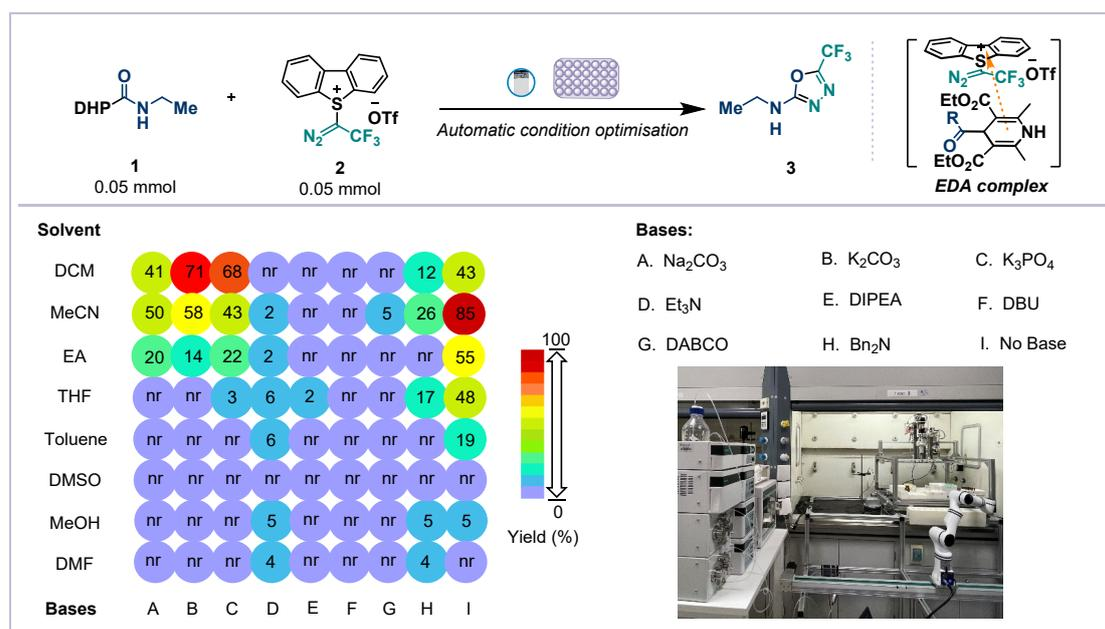 O
DHP
N
H
Me
1
0.05 mmol
+
+
S
−
OTf
N₂
CF₃
2
0.05 mmol
Automatic condition optimisation
CF₃
O
N
N
Me
N
H
3
+
S
−
OTf
N₂
CF₃
EtO₂C
R
O
NH
EtO₂C
EDA complex
Solvent
DCM 41 71 68 nr nr nr nr 12 43
MeCN 50 58 43 2 nr nr 5 26 85
EA 20 14 22 2 nr nr nr nr 55
THF nr nr 3 6 2 nr nr 17 48
Toluene nr nr nr 6 nr nr nr nr 19
DMSO nr nr nr nr nr nr nr nr nr
MeOH nr nr nr 5 nr nr nr 5 5
DMF nr nr nr 4 nr nr nr 4 nr
Bases A B C D E F G H I
100
0
Yield (%)
Bases:
A. Na₂CO₃ B. K₂CO₃ C. K₃PO₄
D. Et₃N E. DIPEA F. DBU
G. DABCO H. Bn₂N I. No Base